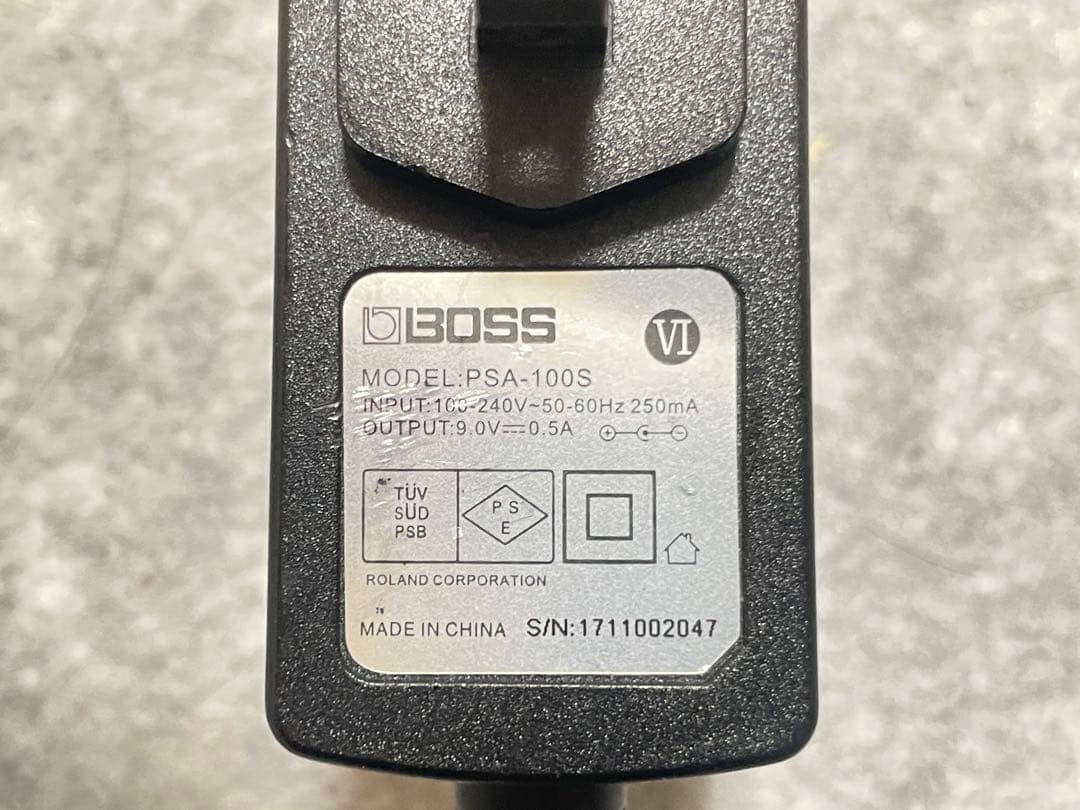 BOSS
VI
MODEL:PSA-100S
INPUT:100-240V~50-60Hz 250mA
OUTPUT:9.0V⎓0.5A
TÜV
SÜD
PSB
P S
E
ROLAND CORPORATION
MADE IN CHINA S/N:1711002047